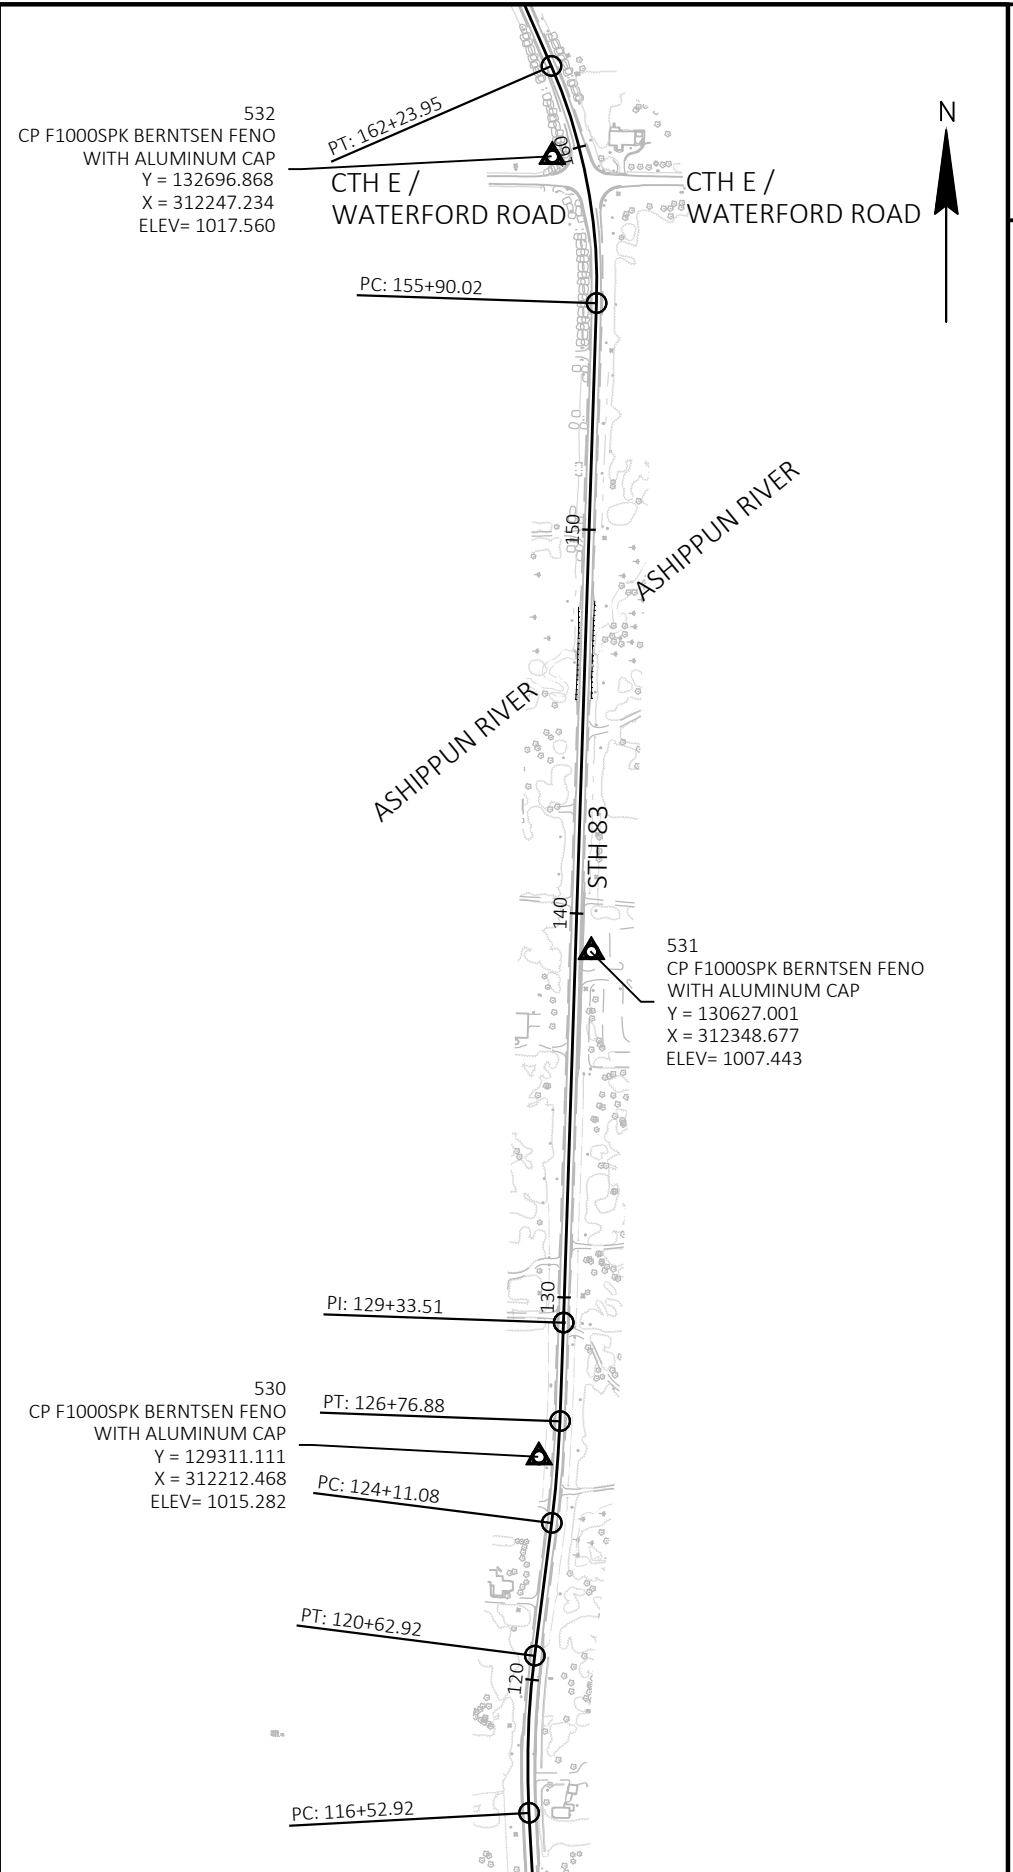 N
532
CP F1000SPK BERNTSEN FENO
WITH ALUMINUM CAP
Y = 132696.868
X = 312247.234
ELEV= 1017.560
PT: 162+23.95
160
CTH E /
WATERFORD ROAD
CTH E /
WATERFORD ROAD
PC: 155+90.02
150
ASHIPPUN RIVER
ASHIPPUN RIVER
STH 83
140
531
CP F1000SPK BERNTSEN FENO
WITH ALUMINUM CAP
Y = 130627.001
X = 312348.677
ELEV= 1007.443
130
PI: 129+33.51
530
CP F1000SPK BERNTSEN FENO
WITH ALUMINUM CAP
Y = 129311.111
X = 312212.468
ELEV= 1015.282
PT: 126+76.88
PC: 124+11.08
PT: 120+62.92
120
PC: 116+52.92